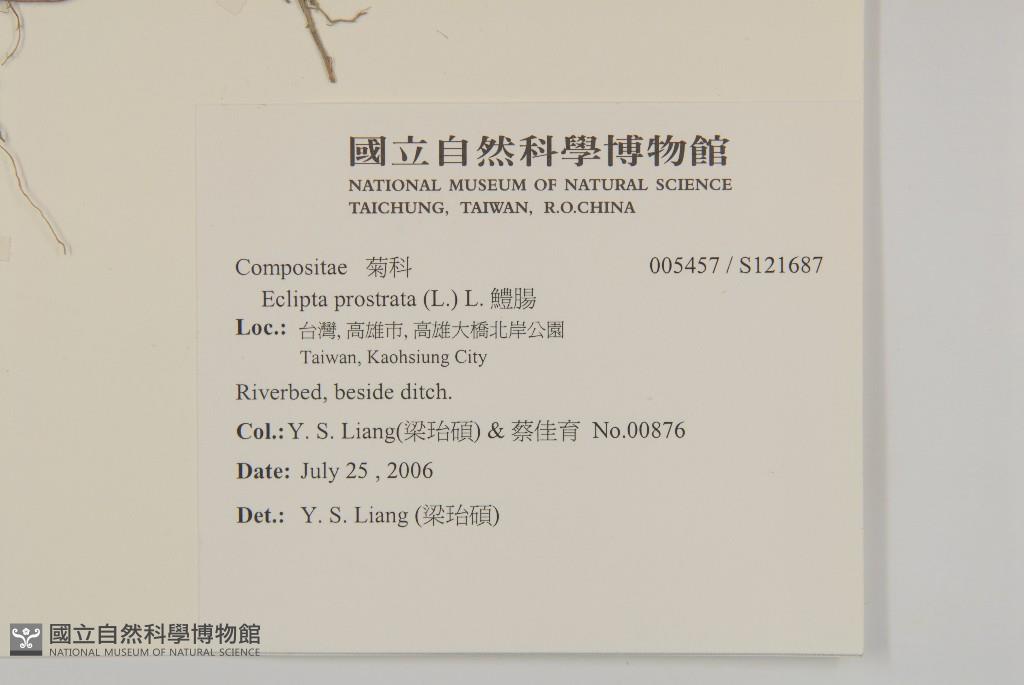 國立自然科學博物館
NATIONAL MUSEUM OF NATURAL SCIENCE
TAICHUNG, TAIWAN, R.O.CHINA
Compositae 菊科 005457 / S121687
Eclipta prostrata (L.) L. 鱧腸
Loc.: 台灣, 高雄市, 高雄大橋北岸公園
Taiwan, Kaohsiung City
Riverbed, beside ditch.
Col.: Y. S. Liang(梁珆碩) & 蔡佳育 No.00876
Date: July 25 , 2006
Det.: Y. S. Liang (梁珆碩)
國立自然科學博物館
NATIONAL MUSEUM OF NATURAL SCIENCE